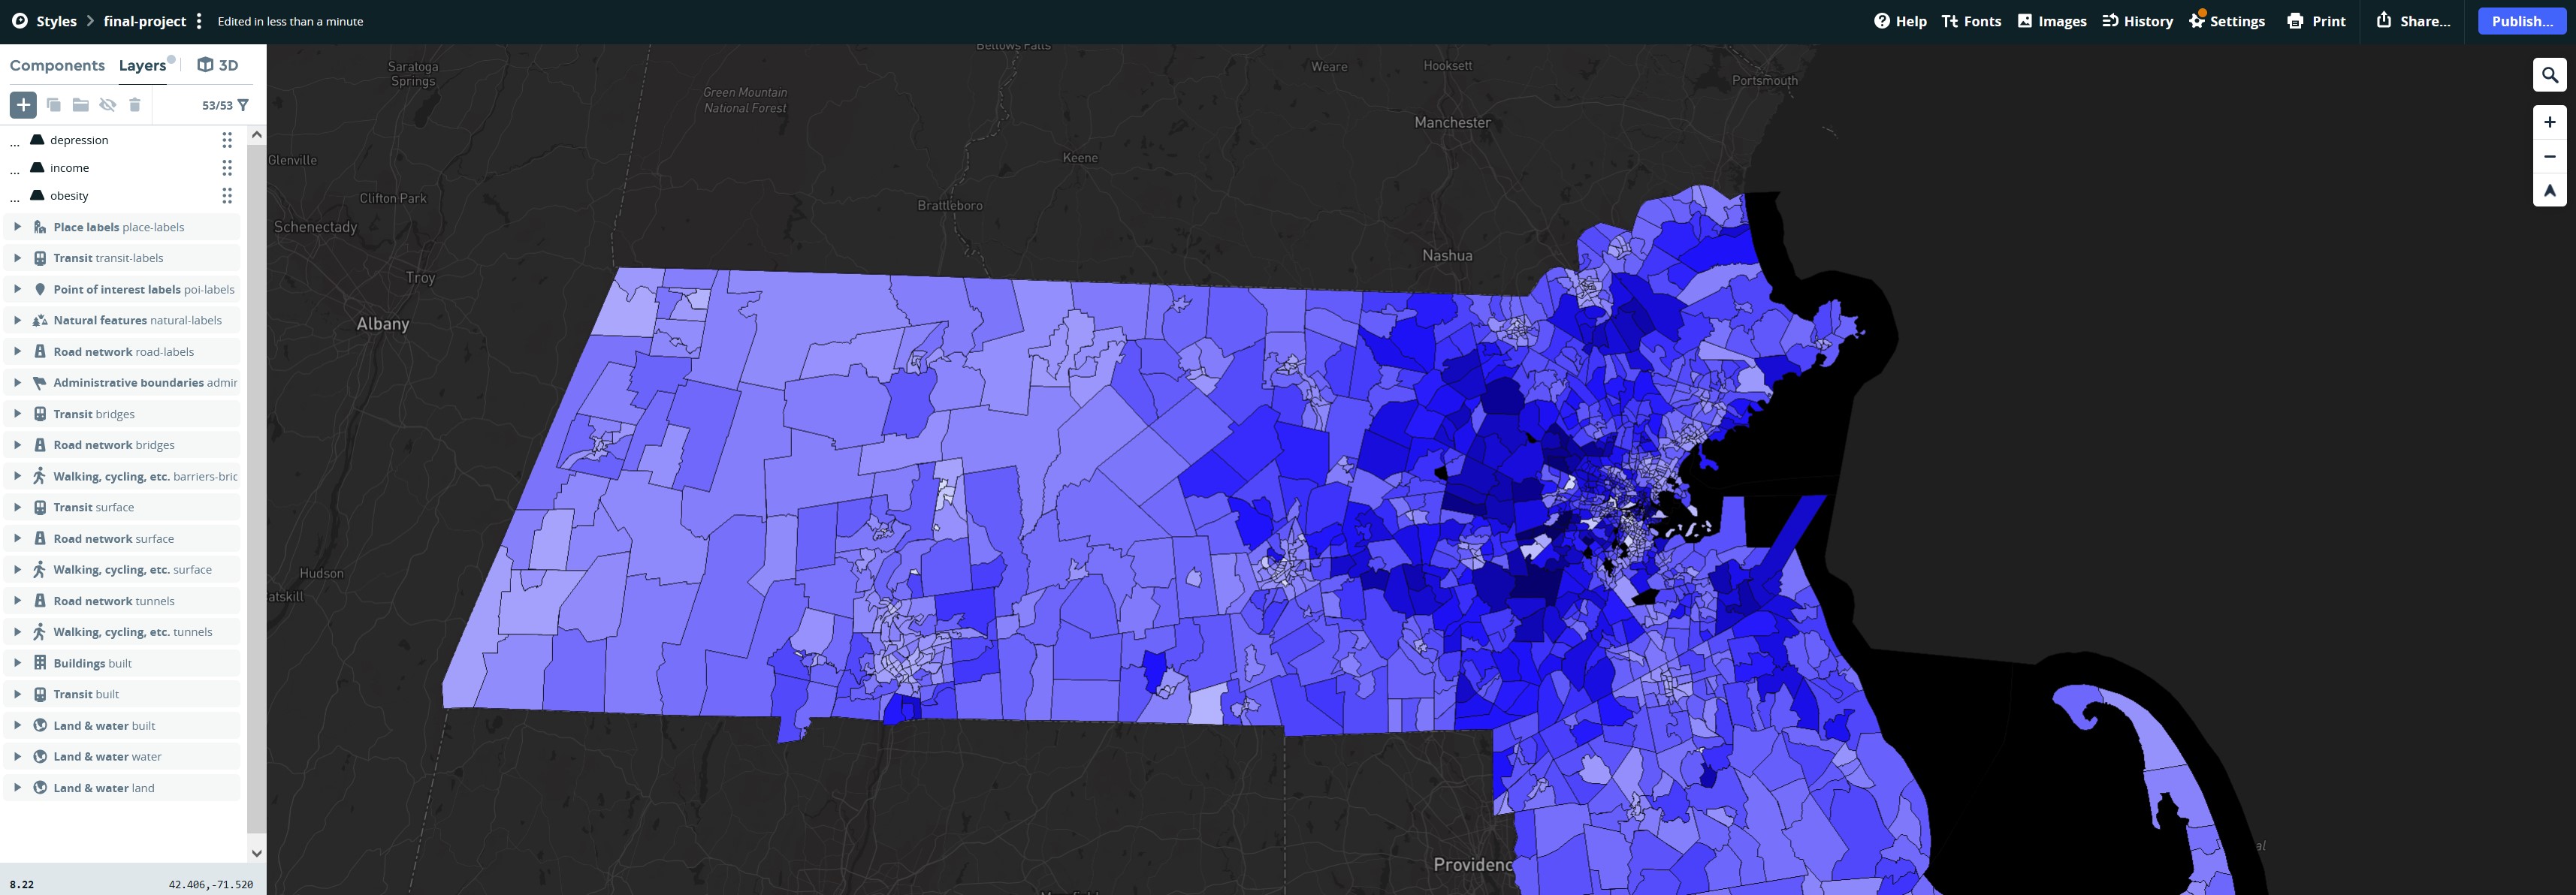 Styles > final-project Edited in less than a minute
Help Fonts Images History Settings Print Share... Publish...
Components Layers 3D
53/53
... depression
... income
... obesity
Place labels place-labels
Transit transit-labels
Point of interest labels poi-labels
Natural features natural-labels
Road network road-labels
Administrative boundaries admir
Transit bridges
Road network bridges
Walking, cycling, etc. barriers-bric
Transit surface
Road network surface
Walking, cycling, etc. surface
Road network tunnels
Walking, cycling, etc. tunnels
Buildings built
Transit built
Land & water built
Land & water water
Land & water land
8.22 42.406,-71.520
Bellows Falls
Saratoga
Springs
Weare
Hooksett
Portsmouth
Green Mountain
National Forest
Manchester
Glenville
Keene
Clifton Park
Brattleboro
Schenectady
Nashua
Troy
Albany
Hudson
atskill
Providenc
al